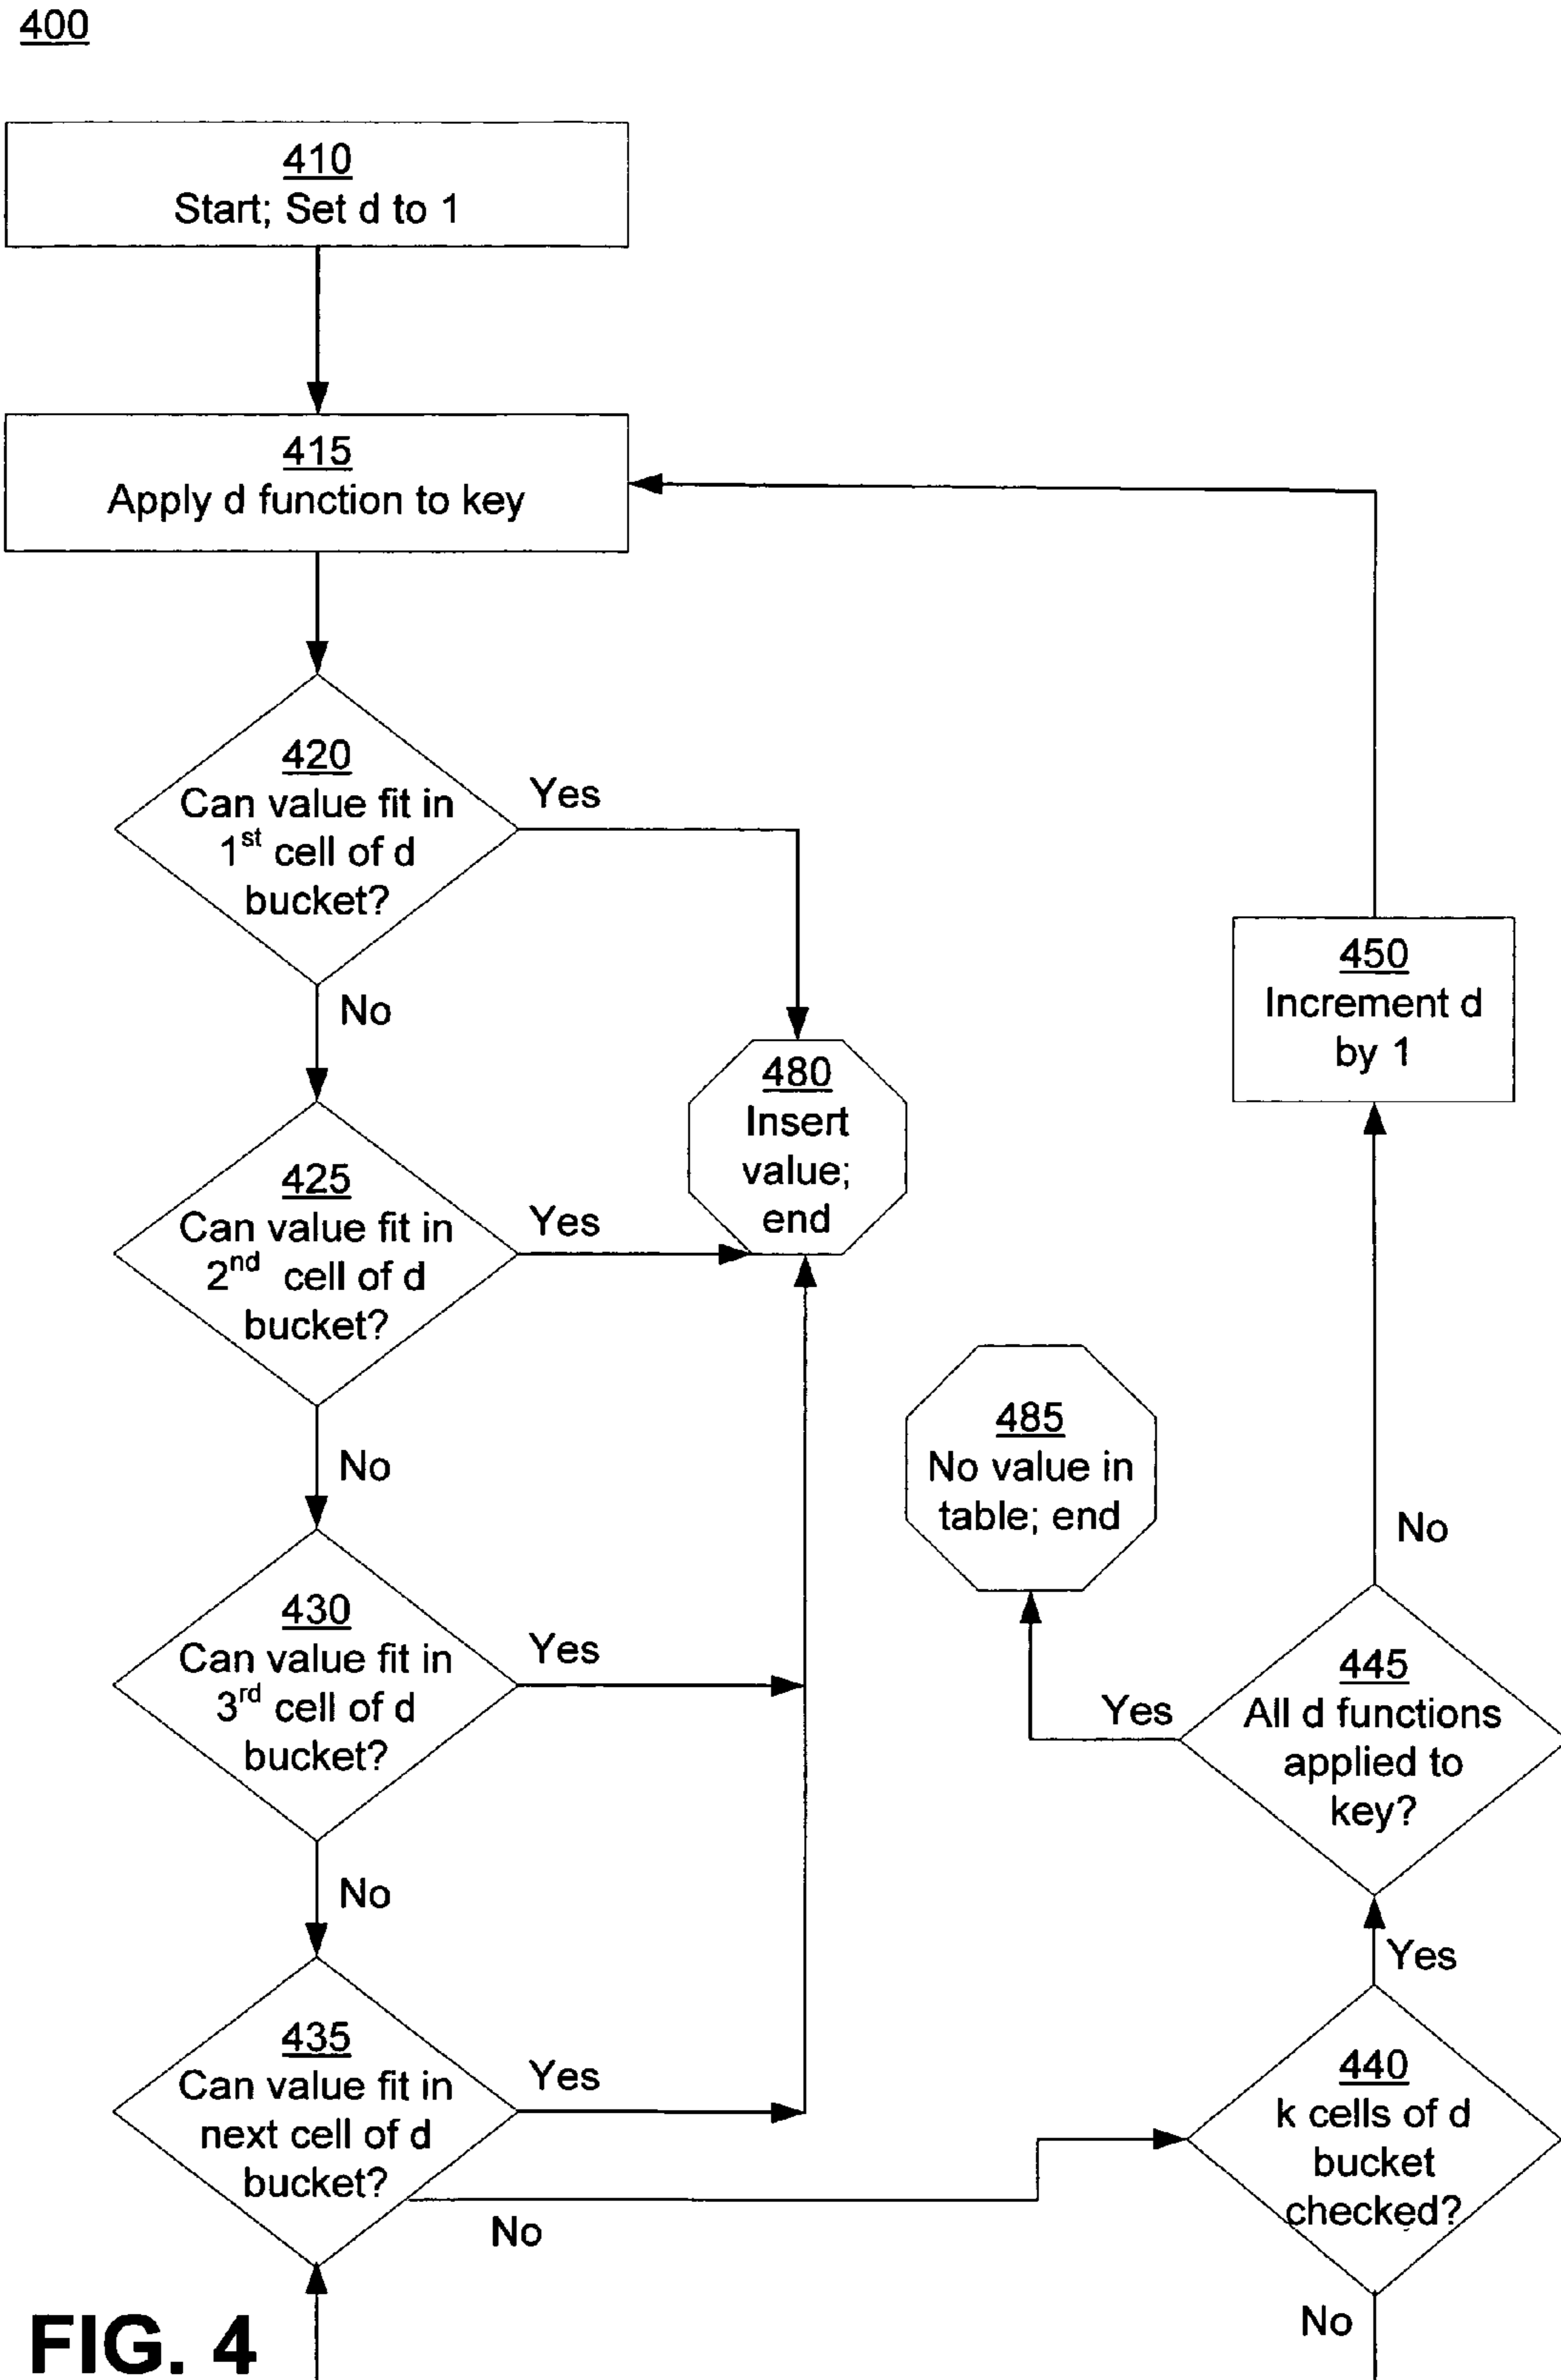 400
410
Start; Set d to 1
415
Apply d function to key
420
Can value fit in
1st cell of d
bucket?
Yes
No
450
Increment d
by 1
480
Insert
value;
end
425
Can value fit in
2nd cell of d
bucket?
Yes
No
485
No value in
table; end
No
430
Can value fit in
3rd cell of d
bucket?
Yes
No
445
All d functions
applied to
key?
Yes
Yes
435
Can value fit in
next cell of d
bucket?
Yes
No
440
k cells of d
bucket
checked?
No
FIG. 4